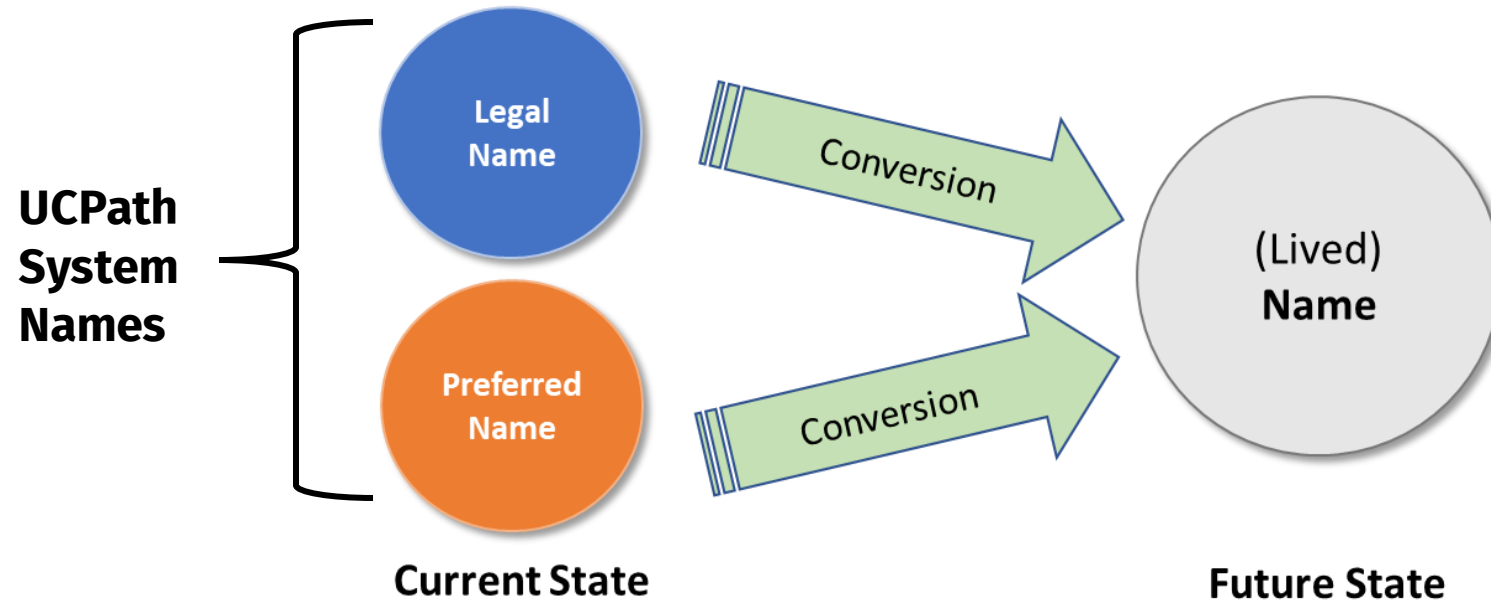 UCPath
System
Names
Legal
Name
Preferred
Name
Current State
Conversion
Conversion
(Lived)
Name
Future State